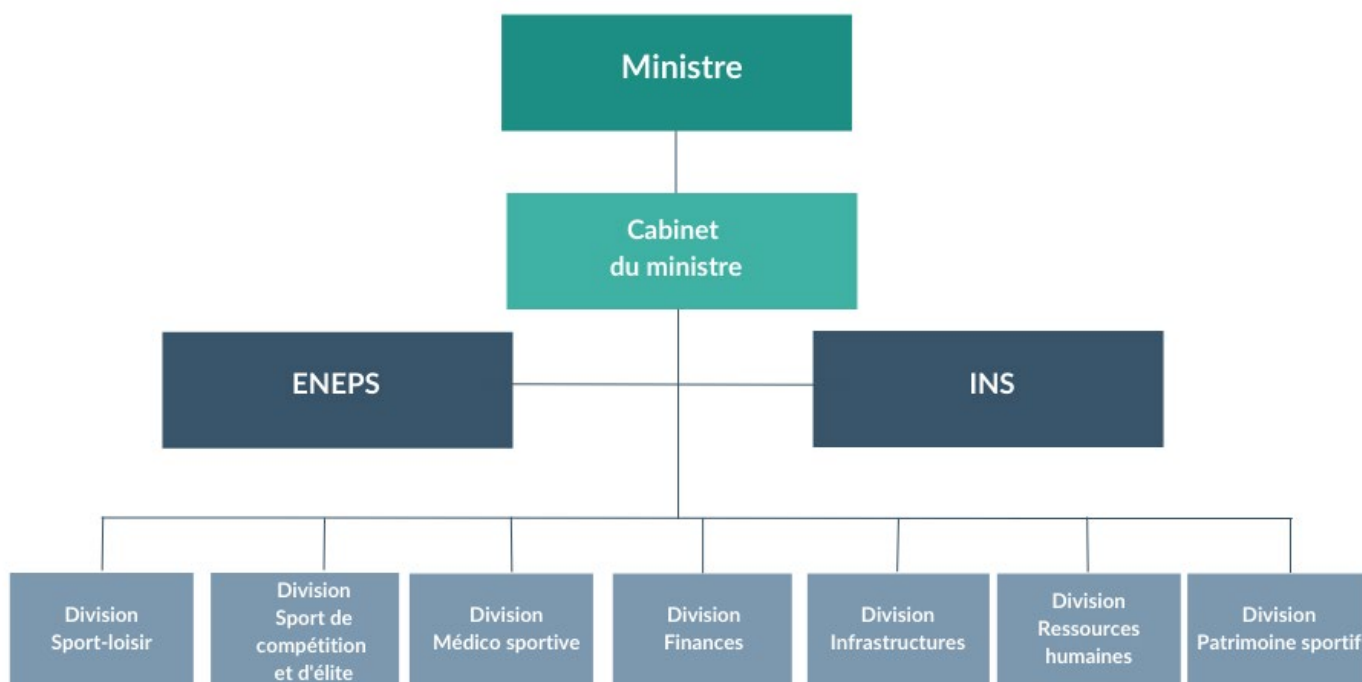 Ministre
Cabinet
du ministre
ENEPS
INS
Division
Sport-loisir
Division
Sport de
compétition
et d'élite
Division
Médico sportive
Division
Finances
Division
Infrastructures
Division
Ressources
humaines
Division
Patrimoine sportif